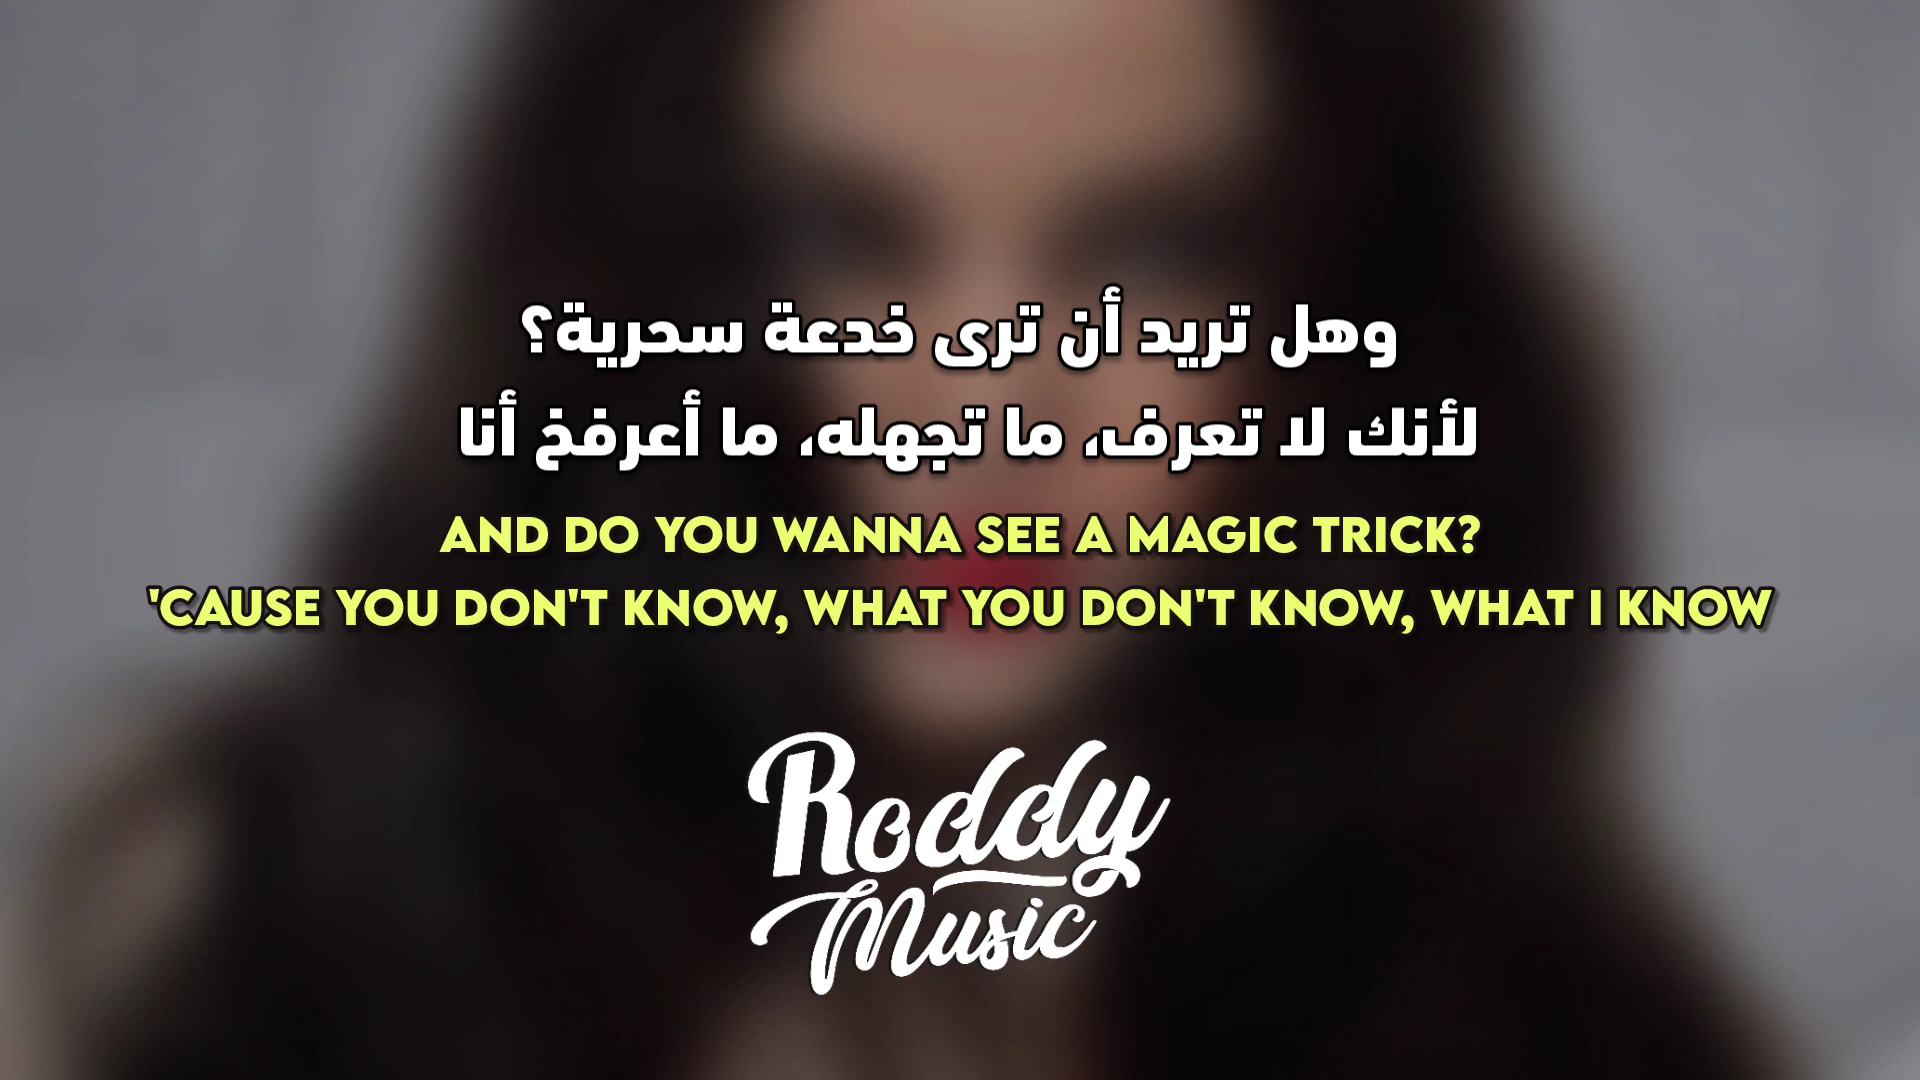 وهل تريد أن ترى خدعة سحرية؟
لأنك لا تعرف، ما تجهله، ما أعرفخ أنا
AND DO YOU WANNA SEE A MAGIC TRICK?
'CAUSE YOU DON'T KNOW, WHAT YOU DON'T KNOW, WHAT I KNOW
Roddy
Music